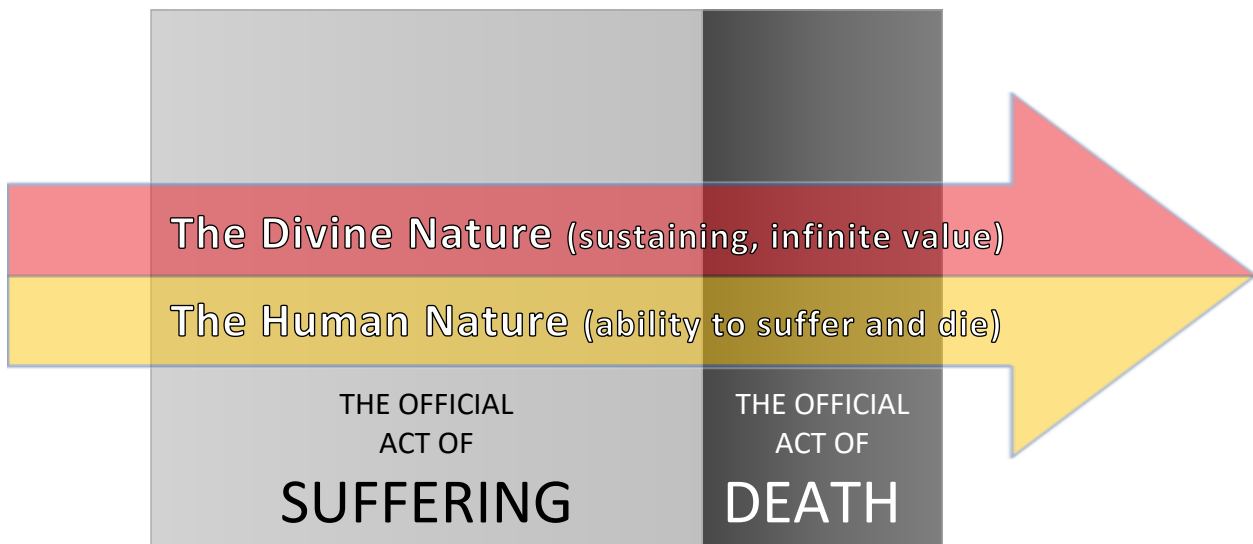 The Divine Nature (sustaining, infinite value)
The Human Nature (ability to suffer and die)
THE OFFICIAL
ACT OF
SUFFERING
THE OFFICIAL
ACT OF
DEATH